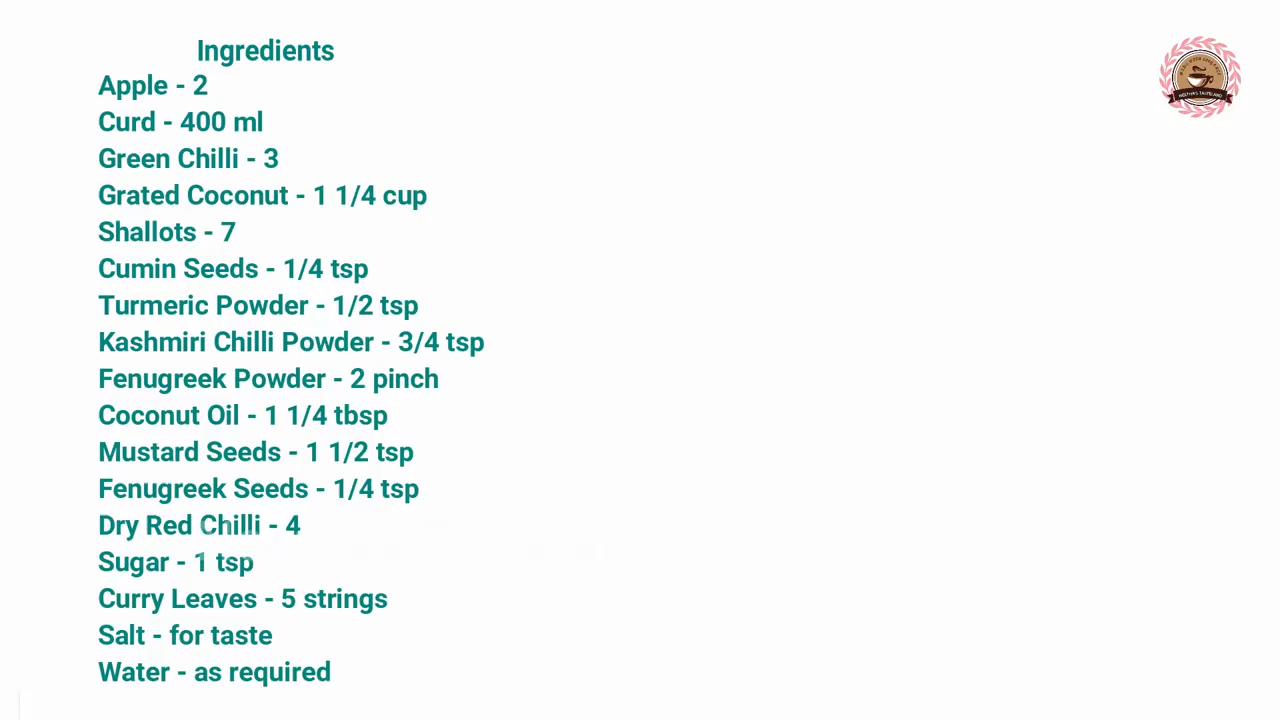 Ingredients
Apple - 2
Curd - 400 ml
Green Chilli - 3
Grated Coconut - 1 1/4 cup
Shallots - 7
Cumin Seeds - 1/4 tsp
Turmeric Powder - 1/2 tsp
Kashmiri Chilli Powder - 3/4 tsp
Fenugreek Powder - 2 pinch
Coconut Oil - 1 1/4 tbsp
Mustard Seeds - 1 1/2 tsp
Fenugreek Seeds - 1/4 tsp
Dry Red Chilli - 4
Sugar - 1 tsp
Curry Leaves - 5 strings
Salt - for taste
Water - as required